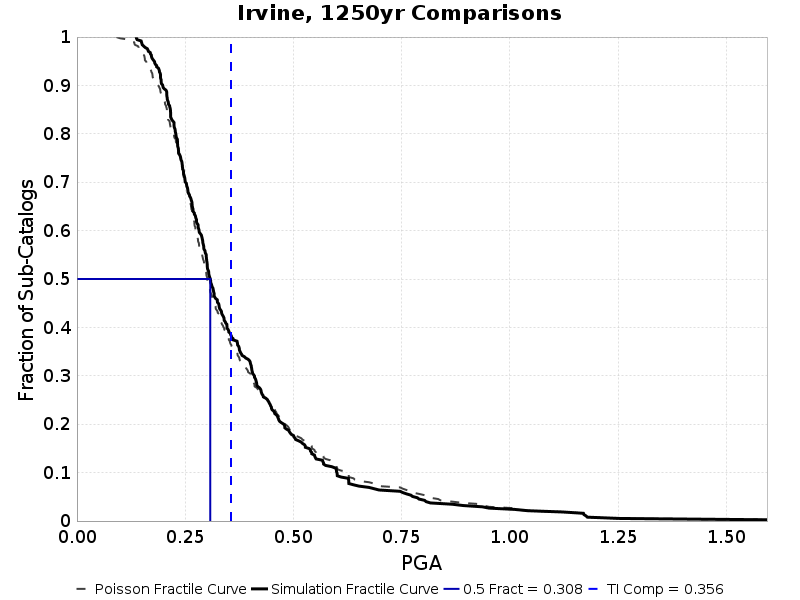 Irvine, 1250yr Comparisons
Fraction of Sub-Catalogs
1
0.9
0.8
0.7
0.6
0.5
0.4
0.3
0.2
0.1
0
0.00 0.25 0.50 0.75 1.00 1.25 1.50
PGA
Poisson Fractile Curve Simulation Fractile Curve 0.5 Fract = 0.308 TI Comp = 0.356